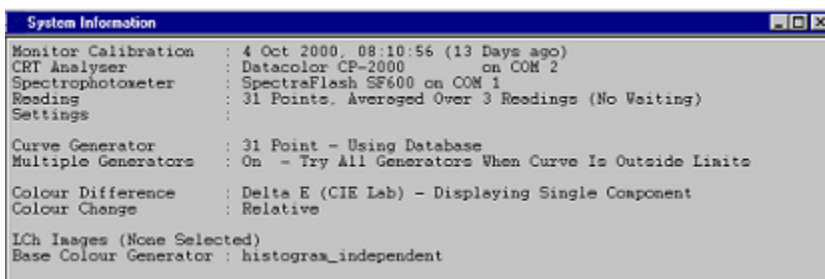 System Information
Monitor Calibration : 4 Oct 2000, 08:10:56 (13 Days ago)
CRT Analyser : Datacolor CP-2000 on COM 2
Spectrophotometer : SpectraFlash SF600 on COM 1
Reading : 31 Points, Averaged Over 3 Readings (No Waiting)
Settings :
Curve Generator : 31 Point - Using Database
Multiple Generators : On - Try All Generators When Curve Is Outside Limits
Colour Difference : Delta E (CIE Lab) - Displaying Single Component
Colour Change : Relative
LCh Images (None Selected)
Base Colour Generator : histogram_independent